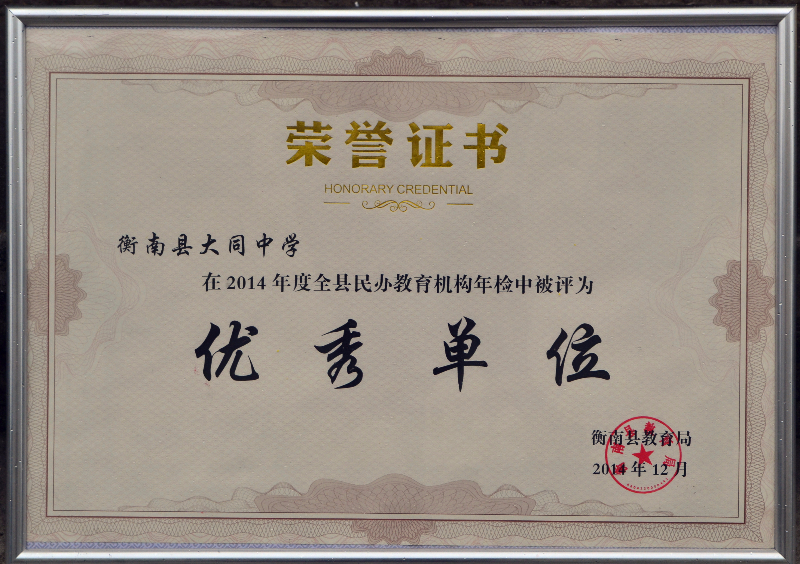 荣誉证书
HONORARY CREDENTIAL
衡南县大同中学
在2014年度全县民办教育机构年检中被评为
优秀单位
衡南县教育局
2014年12月